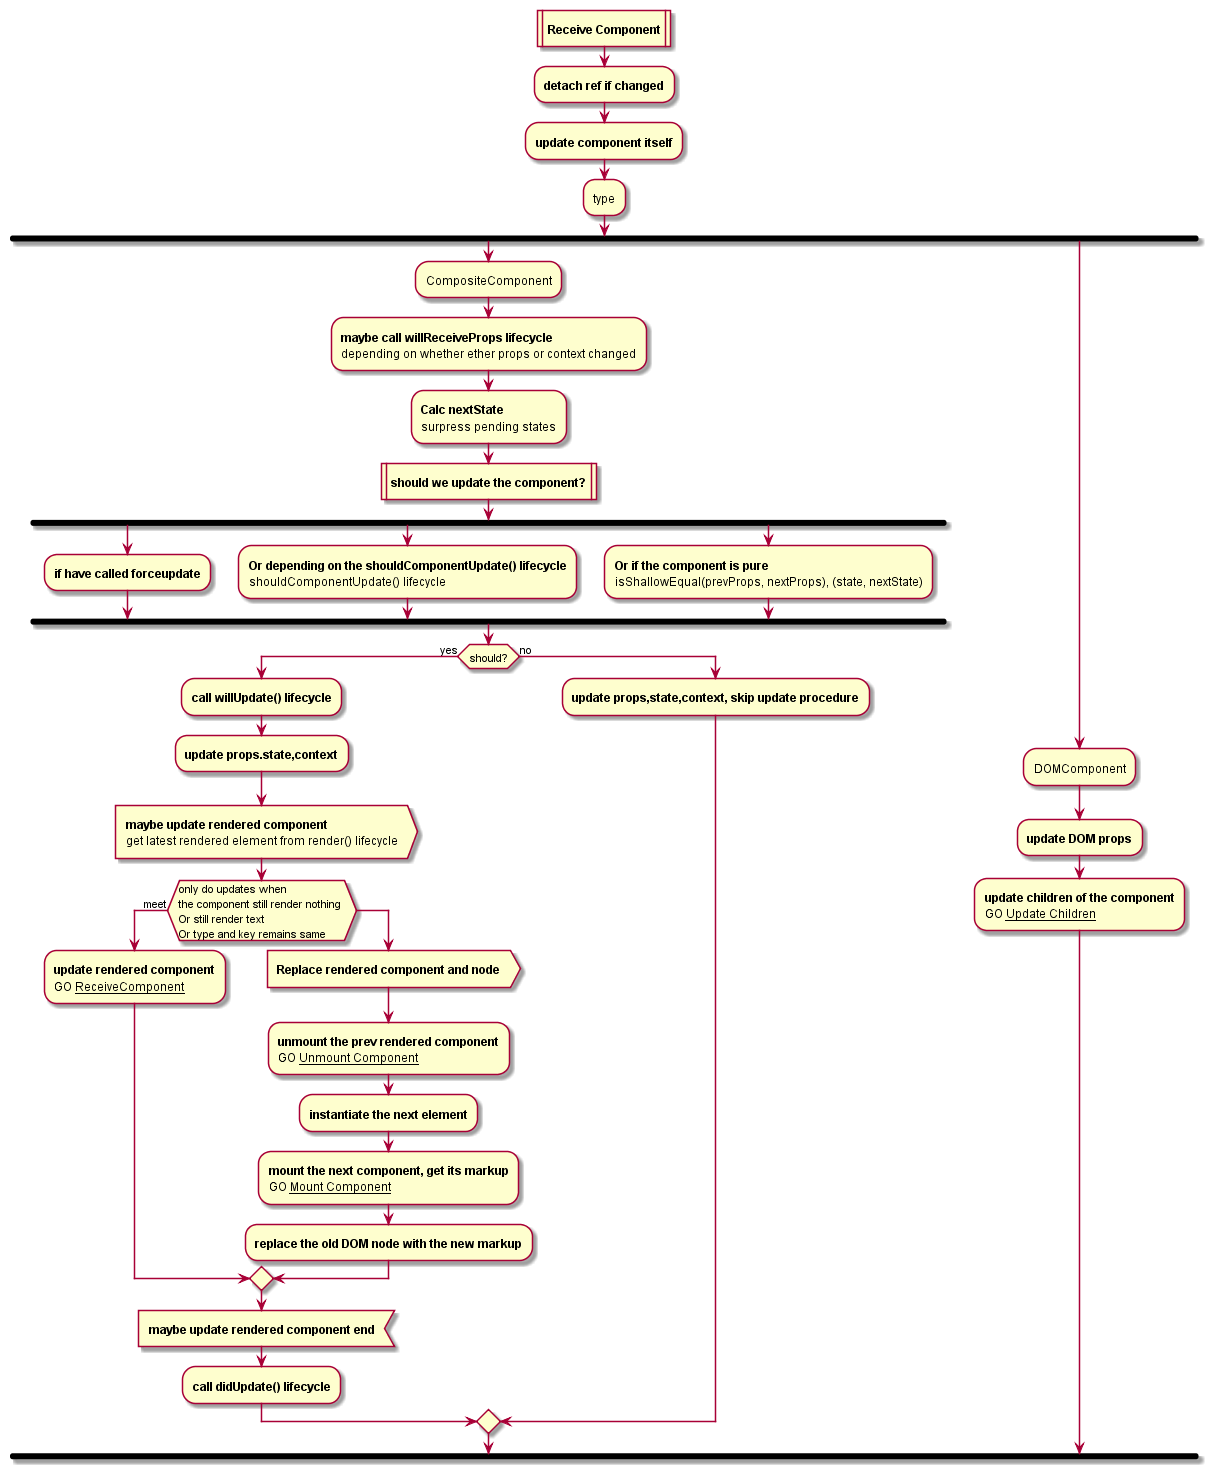 Receive Component
detach ref if changed
update component itself
type
CompositeComponent
maybe call willReceiveProps lifecycle
depending on whether ether props or context changed
Calc nextState
surpress pending states
should we update the component?
if have called forceupdate
Or depending on the shouldComponentUpdate() lifecycle
shouldComponentUpdate() lifecycle
Or if the component is pure
isShallowEqual(prevProps, nextProps), (state, nextState)
yes
should?
no
call willUpdate() lifecycle
update props,state,context, skip update procedure
update props.state,context
DOMComponent
maybe update rendered component
get latest rendered element from render() lifecycle
update DOM props
meet
only do updates when
the component still render nothing
Or still render text
Or type and key remains same
update children of the component
GO Update Children
update rendered component
GO ReceiveComponent
Replace rendered component and node
unmount the prev rendered component
GO Unmount Component
instantiate the next element
mount the next component, get its markup
GO Mount Component
replace the old DOM node with the new markup
maybe update rendered component end
call didUpdate() lifecycle